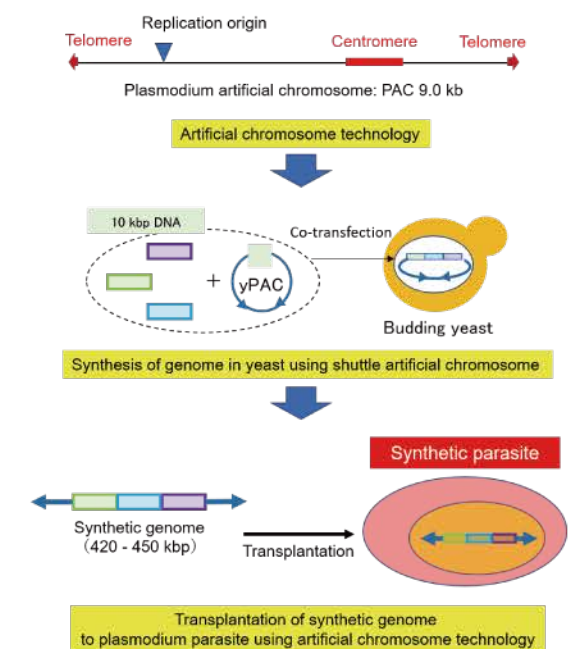 Replication origin
Telomere
Centromere
Telomere
Plasmodium artificial chromosome: PAC 9.0 kb
Artificial chromosome technology
10 kbp DNA
Co-transfection
+
yPAC
Budding yeast
Synthesis of genome in yeast using shuttle artificial chromosome
Synthetic parasite
Synthetic genome
(420 - 450 kbp)
Transplantation
Transplantation of synthetic genome
to plasmodium parasite using artificial chromosome technology